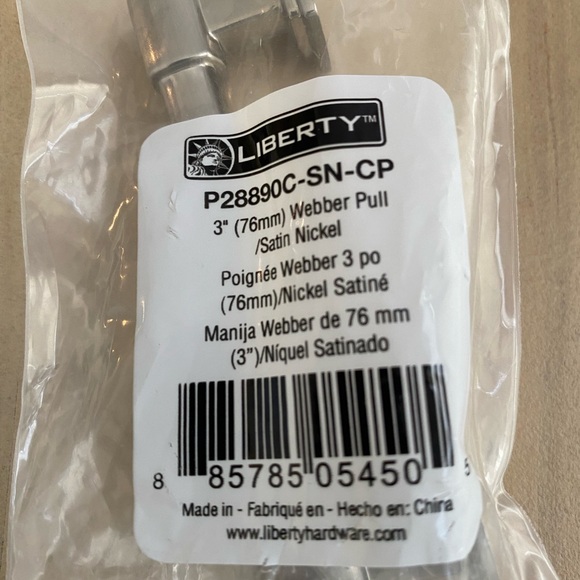 LIBERTY™
P28890C-SN-CP
3" (76mm) Webber Pull
/Satin Nickel
Poignée Webber 3 po
(76mm)/Nickel Satiné
Manija Webber de 76 mm
(3")/Níquel Satinado
8 85785 05450 5
Made in - Fabriqué en - Hecho en: China
www.libertyhardware.com